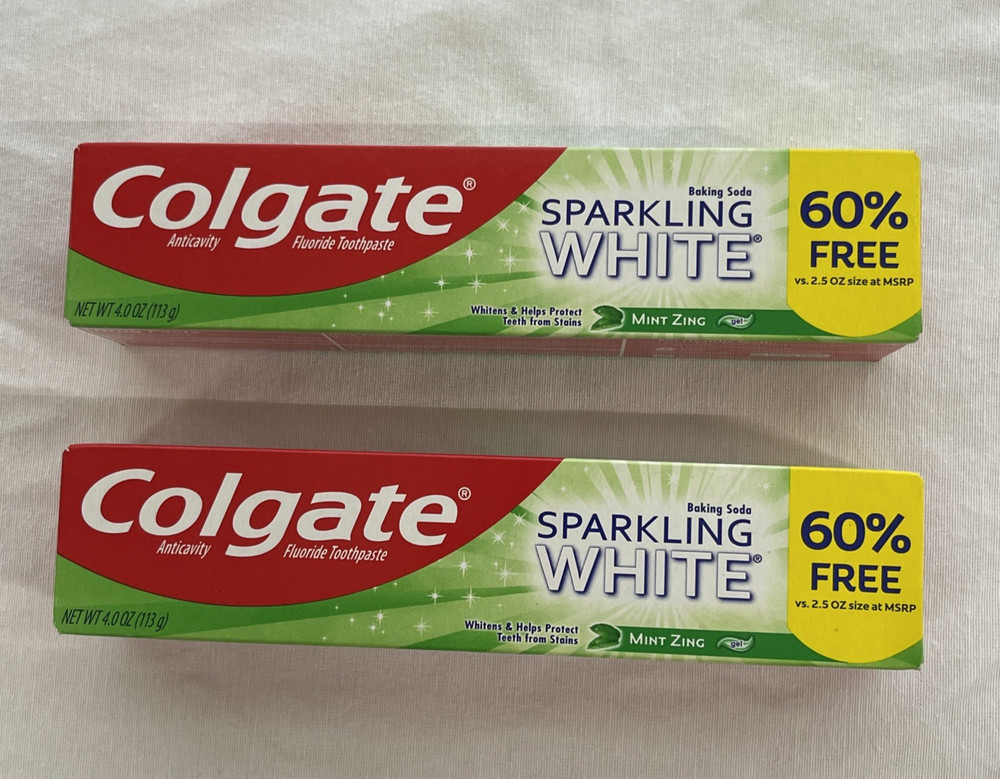 Colgate®
Anticavity Fluoride Toothpaste
NET WT 4.0 OZ (113 g)
Baking Soda
SPARKLING
WHITE®
Whitens & Helps Protect
Teeth from Stains
MINT ZING gel
60%
FREE
vs. 2.5 OZ size at MSRP
Colgate®
Anticavity Fluoride Toothpaste
NET WT 4.0 OZ (113 g)
Baking Soda
SPARKLING
WHITE®
Whitens & Helps Protect
Teeth from Stains
MINT ZING gel
60%
FREE
vs. 2.5 OZ size at MSRP